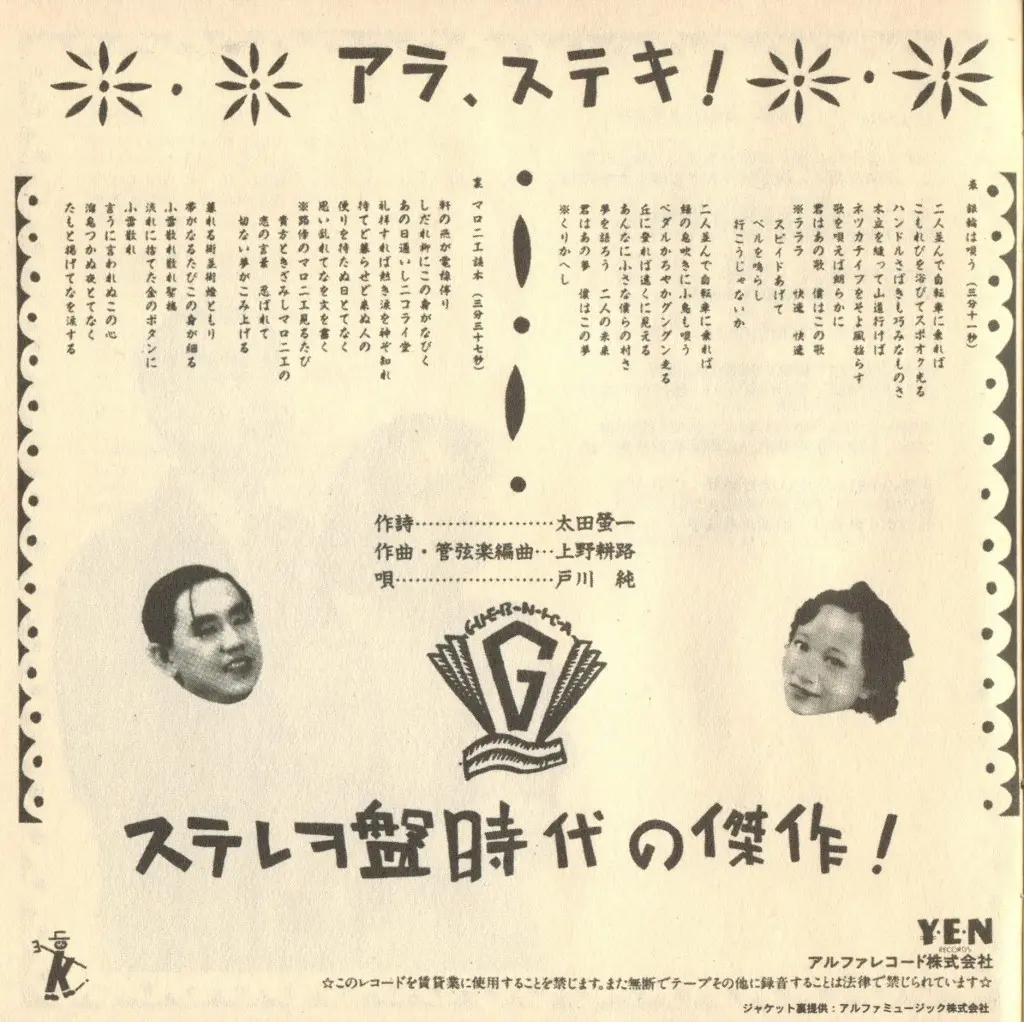 アラ、ステキ!
表 銀輪は唄う(三分十一秒)
二人並んで自転車に乗れば
こもれびを浴びてスポオク光る
ハンドルさばきも巧みなものさ
木立を縫って山道行けば
ネツカチイフをそよ風揺らす
歌を唄えば朗らかに
君はあの歌 僕はこの歌
※ラララ 快速 快速
スピイドあげて
ベルを鳴らし
行こうじゃないか
二人並んで自転車に乗れば
緑の息吹きに小鳥も唄う
ペダルかろやかグングン走る
丘に登れば遠くに見える
あんなに小さな僕らの村さ
夢を語ろう 二人の未来
君はあの夢 僕はこの夢
※くりかへし
裏 マロニエ読本(三分三十七秒)
軒の燕が電線
しだれ柳にこの身がなびく
あの日通いしニコライ堂
礼拝すれば熱き涙を神ぞ知れ
待てど暮らせど来ぬ人の
便りを待たぬ日とてなく
思い乱れてなを文を書く
※路傍のマロニエ見るたび
貴方ときざみしマロニエの
恋の言葉 忍ばれて
切ない夢がこみ上げる
暮れる街並街燈ともり
たびこの身が細る
小雪散れ散れ聖橋
流れに捨てた金のボタンに
小雪散れ
言うに言われぬこの心
つかぬ夜とてなく
たもと掲げてなを涙する
作詩…………………太田螢一
作曲・管弦楽編曲…上野耕路
唄……………………戸川 純
G-U-E-R-N-I-C-A
G
ステレヲ盤時代の傑作!
Y・E・N
RECORDS
アルファレコード株式会社
☆このレコードを賃貸業に使用することを禁じます。また無断でテープその他に録音することは法律で禁じられています☆
ジャケット裏提供:アルファミュージック株式会社